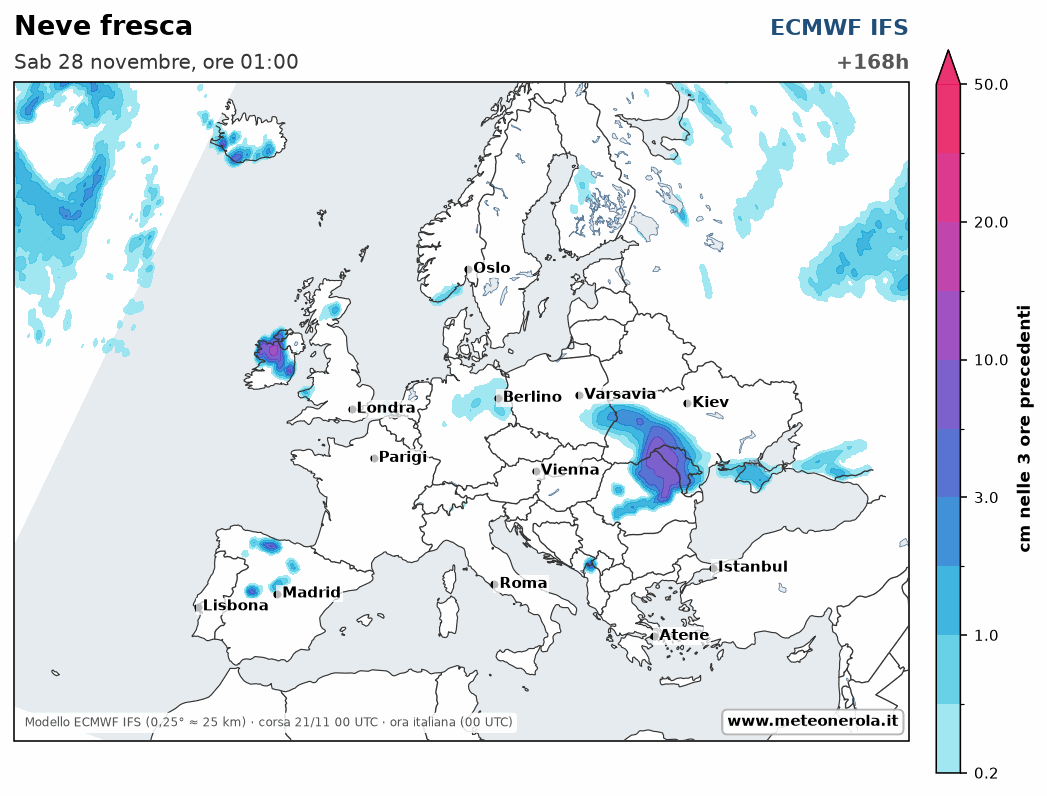 Neve fresca
ECMWF IFS
Sab 28 novembre, ore 01:00
+168h
50.0
20.0
10.0
3.0
1.0
0.2
cm nelle 3 ore precedenti
Oslo
Berlino
Varsavia
Kiev
Londra
Parigi
Vienna
Istanbul
Roma
Madrid
Lisbona
Atene
Modello ECMWF IFS (0,25° ≈ 25 km) · corsa 21/11 00 UTC · ora italiana (00 UTC)
www.meteonerola.it